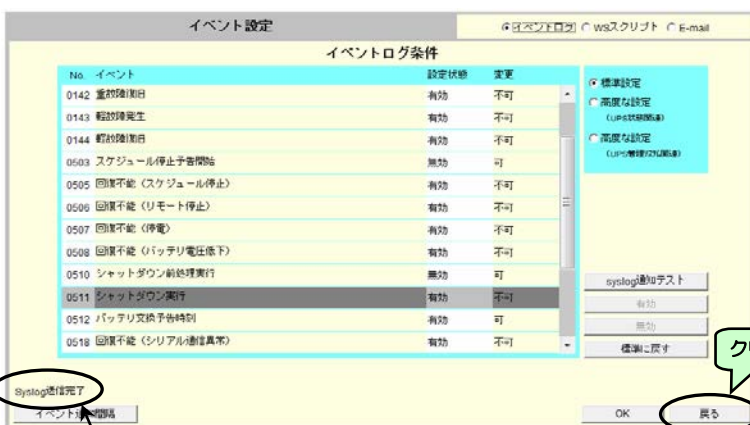 イベント設定
イベントログ WSスクリプト E-mail
イベントログ条件
No. イベント 設定状態 変更
0142 重故障復旧 有効 不可
0143 軽故障発生 有効 不可
0144 軽故障復旧 有効 不可
0503 スケジュール停止予告開始 無効 可
0505 回復不能（スケジュール停止） 有効 不可
0506 回復不能（リモート停止） 有効 不可
0507 回復不能（停電） 有効 不可
0508 回復不能（バッテリ電圧低下） 有効 不可
0510 シャットダウン前処理実行 無効 可
0511 シャットダウン実行 有効 不可
0512 バッテリ交換予告時刻 有効 可
0518 回復不能（シリアル通信異常） 有効 不可
標準設定
高度な設定
（UPS状態関連）
高度な設定
syslog通知テスト
有効
無効
標準に戻す
Syslog送信完了
OK 戻る